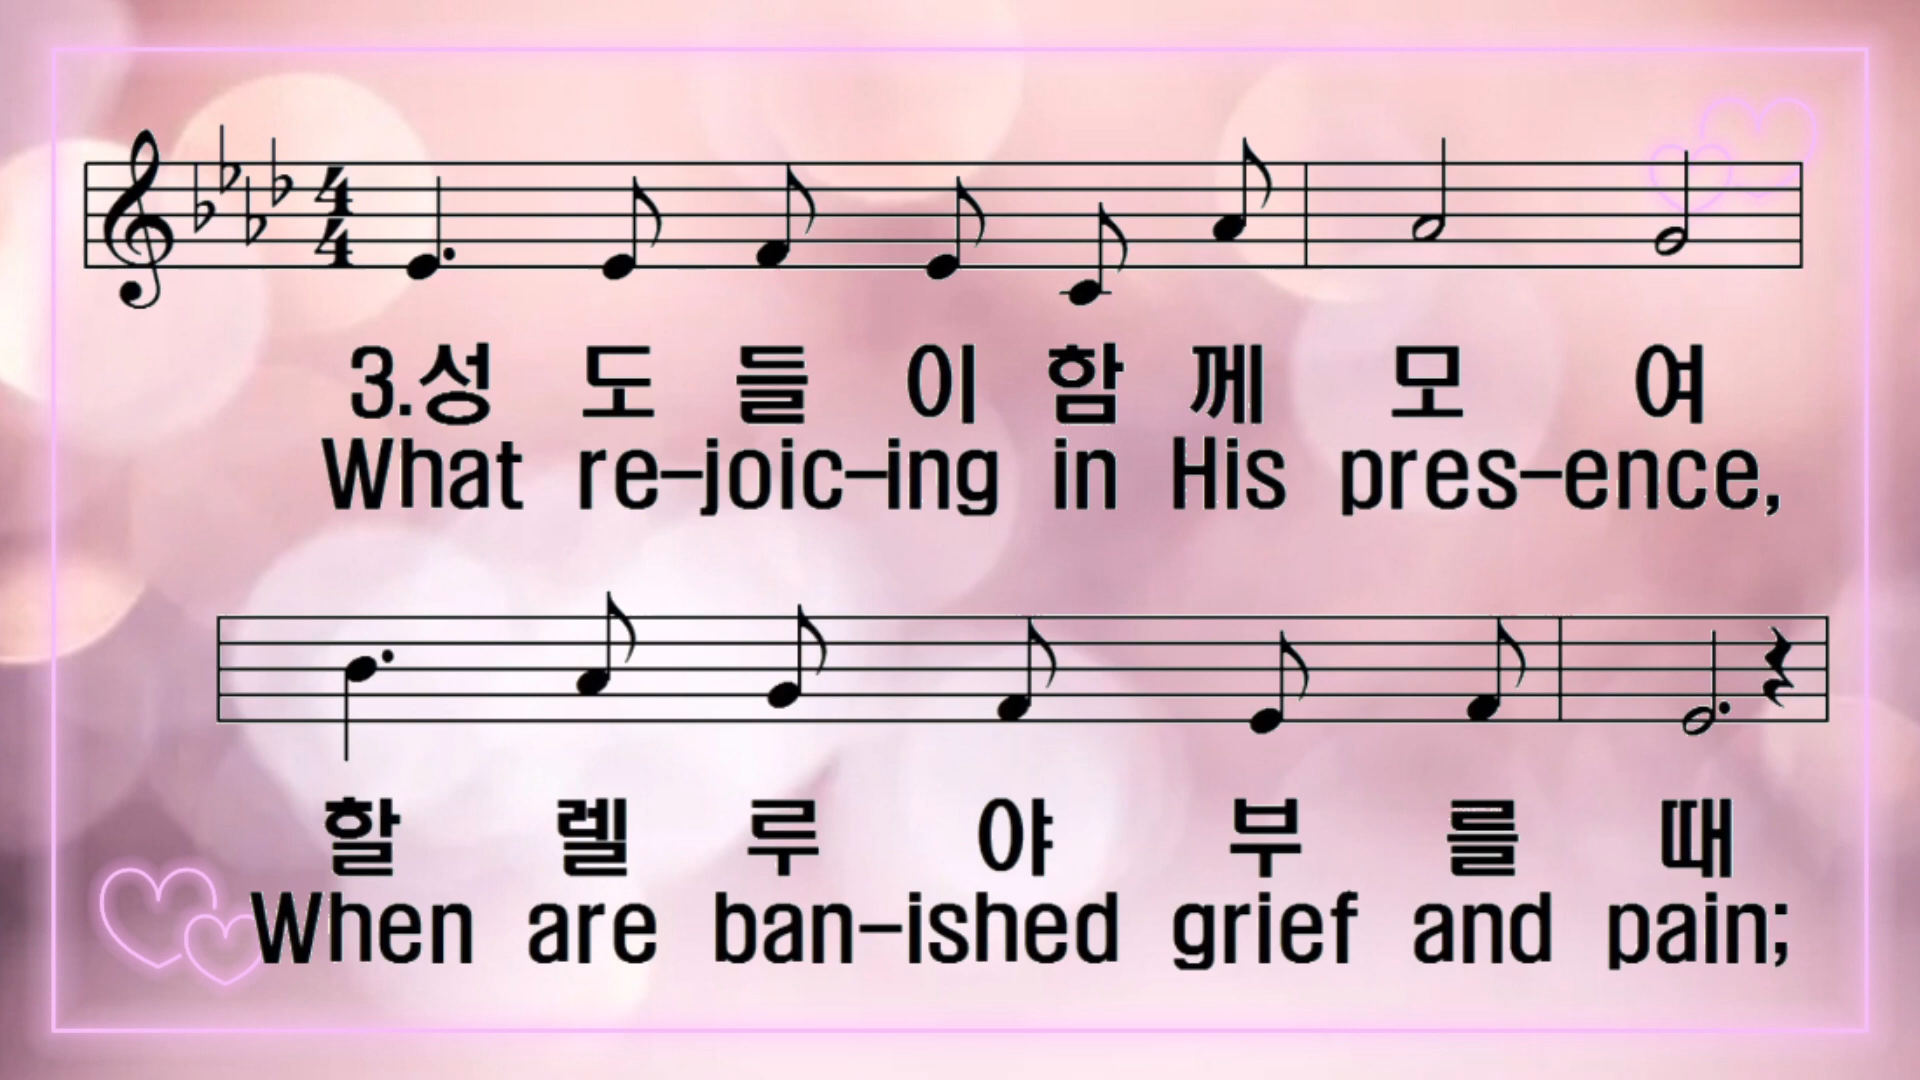 3.성 도 들 이 함 께 모 여
What re-joic-ing in His pres-ence,
할 렐 루 야 부 를 때
When are ban-ished grief and pain;